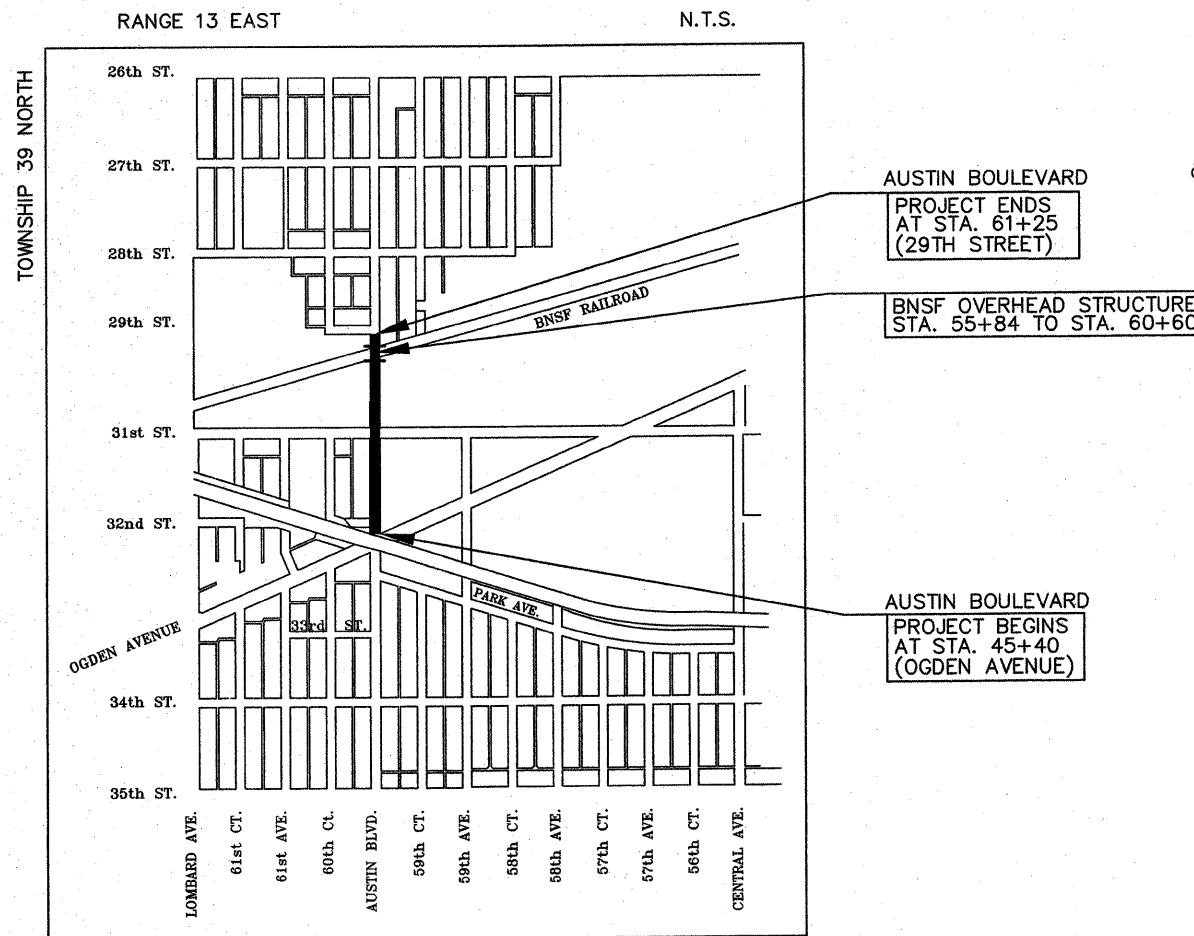 RANGE 13 EAST
N.T.S.
TOWNSHIP 39 NORTH
26th ST.
27th ST.
28th ST.
29th ST.
31st ST.
32nd ST.
34th ST.
35th ST.
BNSF RAILROAD
PARK AVE.
33rd ST.
OGDEN AVENUE
AUSTIN BOULEVARD
PROJECT ENDS
AT STA. 61+25
(29TH STREET)
BNSF OVERHEAD STRUCTURE
STA. 55+84 TO STA. 60+60
AUSTIN BOULEVARD
PROJECT BEGINS
AT STA. 45+40
(OGDEN AVENUE)
LOMBARD AVE.
61st CT.
61st AVE.
60th Ct.
AUSTIN BLVD.
59th CT.
59th AVE.
58th CT.
58th AVE.
57th CT.
57th AVE.
56th CT.
CENTRAL AVE.